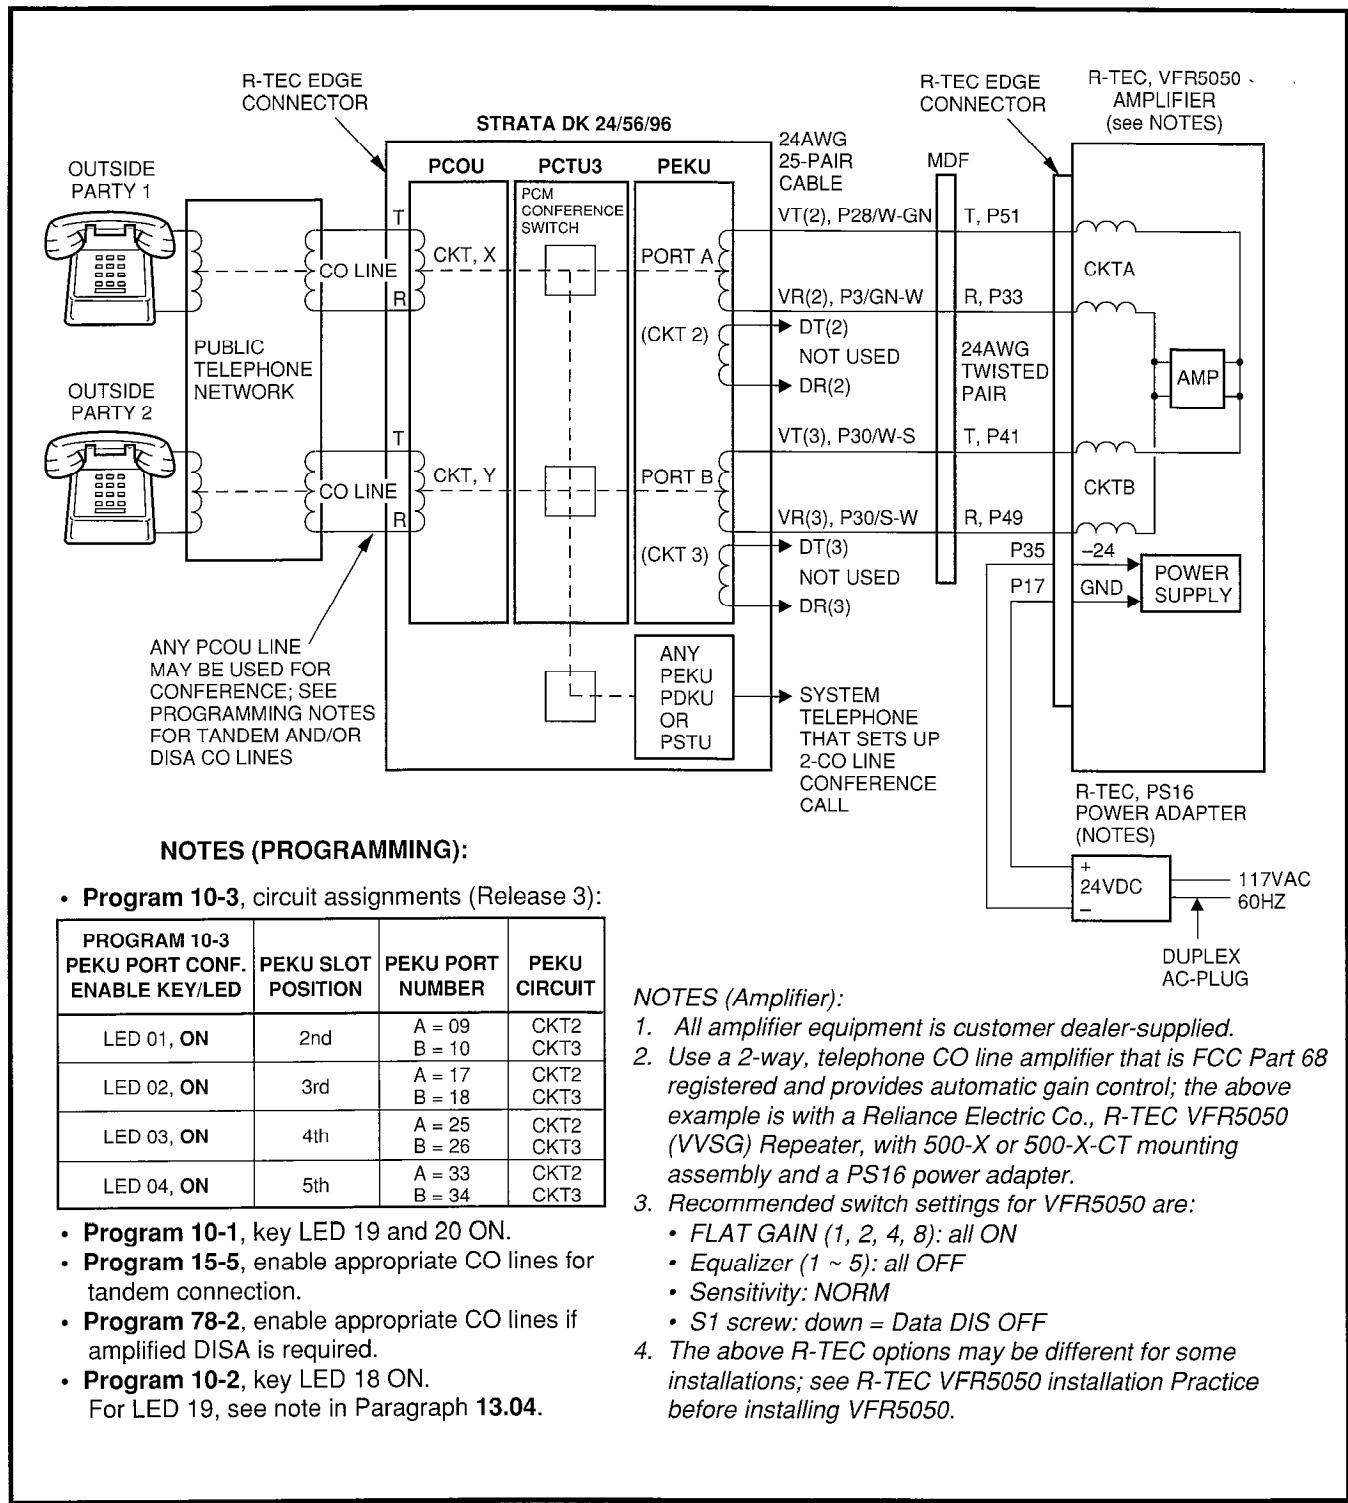 R-TEC EDGE
CONNECTOR
R-TEC EDGE
CONNECTOR
R-TEC, VFR5050
AMPLIFIER
(see NOTES)
STRATA DK 24/56/96
24AWG
25-PAIR
CABLE
MDF
OUTSIDE
PARTY 1
PCOU
PCTU3
PEKU
PCM
CONFERENCE
SWITCH
T
VT(2), P28/W-GN
T, P51
CO LINE
CKT, X
PORT A
CKTA
R
VR(2), P3/GN-W
R, P33
PUBLIC
TELEPHONE
NETWORK
(CKT 2)
DT(2)
NOT USED
DR(2)
24AWG
TWISTED
PAIR
AMP
OUTSIDE
PARTY 2
T
VT(3), P30/W-S
T, P41
CO LINE
CKT, Y
PORT B
CKTB
R
VR(3), P30/S-W
R, P49
(CKT 3)
DT(3)
NOT USED
DR(3)
P35
–24
P17
GND
POWER
SUPPLY
ANY PCOU LINE
MAY BE USED FOR
CONFERENCE; SEE
PROGRAMMING NOTES
FOR TANDEM AND/OR
DISA CO LINES
ANY
PEKU
PDKU
OR
PSTU
SYSTEM
TELEPHONE
THAT SETS UP
2-CO LINE
CONFERENCE
CALL
R-TEC, PS16
POWER ADAPTER
(NOTES)
+
24VDC
–
117VAC
60HZ
DUPLEX
AC-PLUG
NOTES (PROGRAMMING):
• Program 10-3, circuit assignments (Release 3):
PROGRAM 10-3
PEKU PORT CONF.
ENABLE KEY/LED
PEKU SLOT
POSITION
PEKU PORT
NUMBER
PEKU
CIRCUIT
LED 01, ON
2nd
A = 09
B = 10
CKT2
CKT3
LED 02, ON
3rd
A = 17
B = 18
CKT2
CKT3
LED 03, ON
4th
A = 25
B = 26
CKT2
CKT3
LED 04, ON
5th
A = 33
B = 34
CKT2
CKT3
• Program 10-1, key LED 19 and 20 ON.
• Program 15-5, enable appropriate CO lines for
tandem connection.
• Program 78-2, enable appropriate CO lines if
amplified DISA is required.
• Program 10-2, key LED 18 ON.
For LED 19, see note in Paragraph 13.04.
NOTES (Amplifier):
1. All amplifier equipment is customer dealer-supplied.
2. Use a 2-way, telephone CO line amplifier that is FCC Part 68
registered and provides automatic gain control; the above
example is with a Reliance Electric Co., R-TEC VFR5050
(VVSG) Repeater, with 500-X or 500-X-CT mounting
assembly and a PS16 power adapter.
3. Recommended switch settings for VFR5050 are:
• FLAT GAIN (1, 2, 4, 8): all ON
• Equalizer (1 ~ 5): all OFF
• Sensitivity: NORM
• S1 screw: down = Data DIS OFF
4. The above R-TEC options may be different for some
installations; see R-TEC VFR5050 installation Practice
before installing VFR5050.